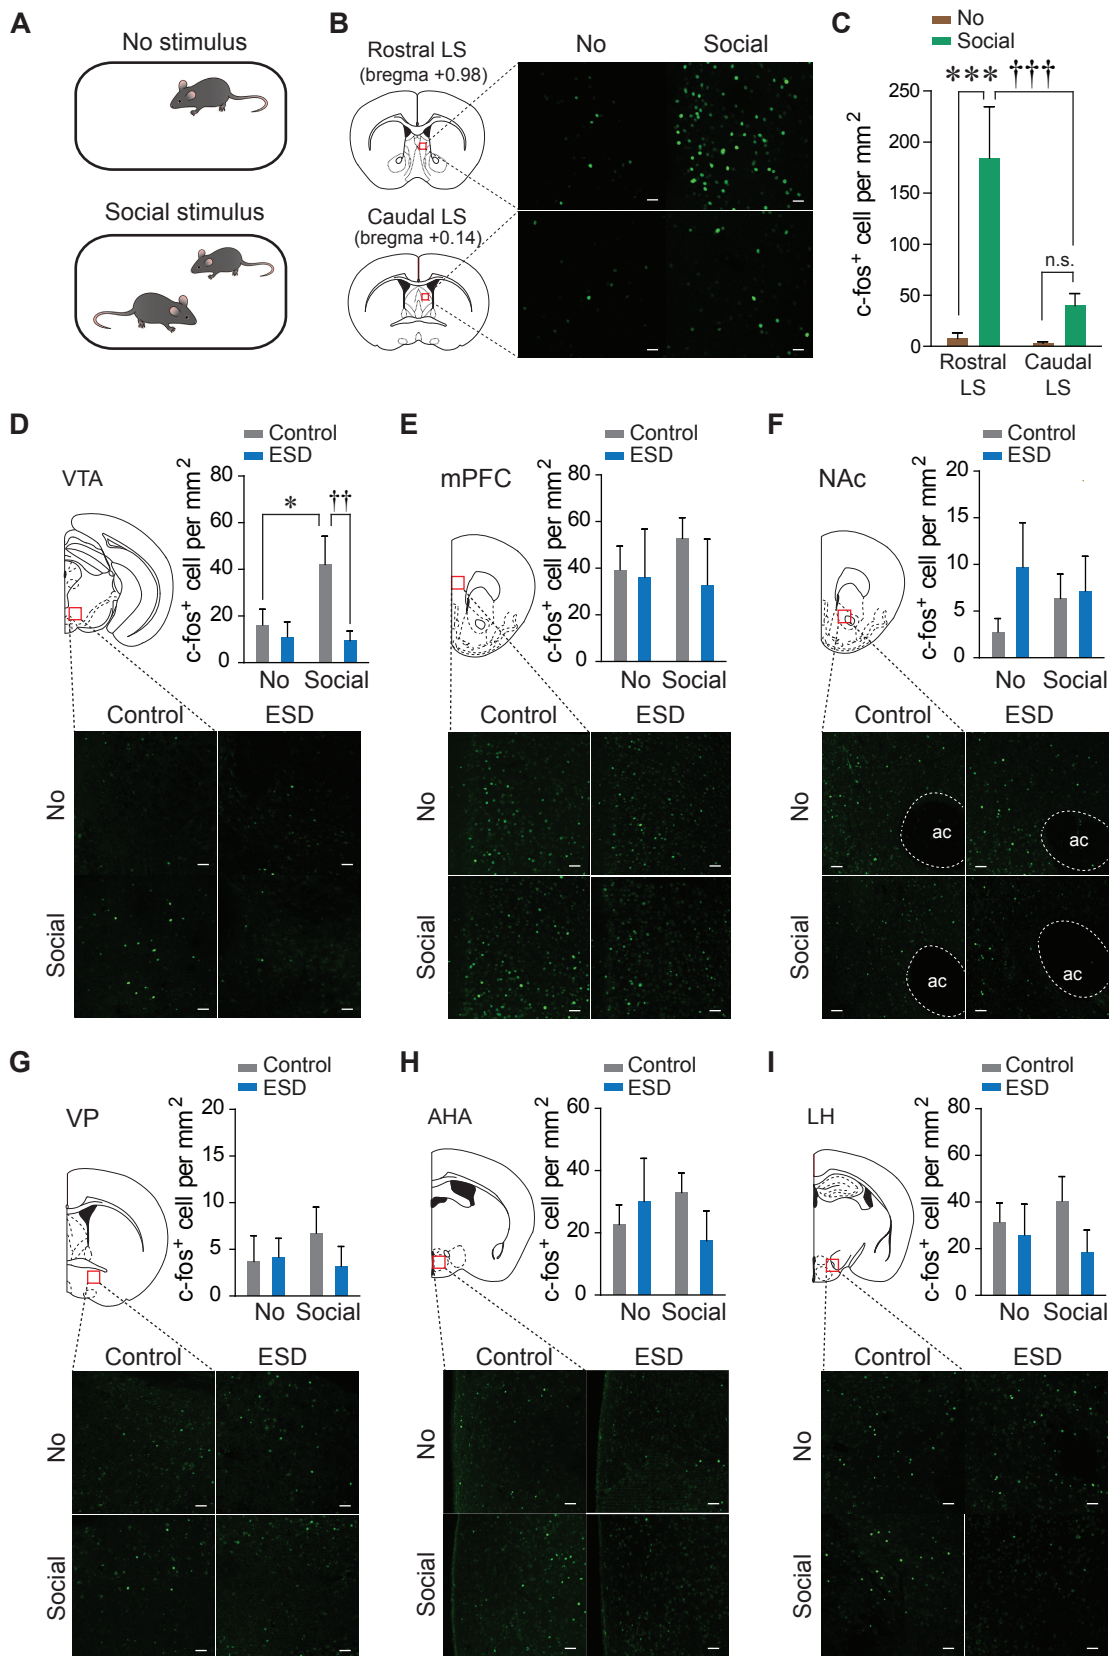 A
No stimulus
Social stimulus
B
Rostral LS
(bregma +0.98)
Caudal LS
(bregma +0.14)
No
Social
C
No
Social
*** †††
c-fos⁺ cell per mm²
250
200
150
100
50
0
n.s.
Rostral LS
Caudal LS
D
VTA
Control
ESD
c-fos⁺ cell per mm²
80
60
40
20
0
* ††
No Social
Control ESD
No
Social
E
mPFC
Control
ESD
c-fos⁺ cell per mm²
80
60
40
20
0
No Social
Control ESD
No
Social
F
NAc
Control
ESD
c-fos⁺ cell per mm²
20
15
10
5
0
No Social
Control ESD
No
Social
ac
ac
ac
ac
G
VP
Control
ESD
c-fos⁺ cell per mm²
20
15
10
5
0
No Social
Control ESD
No
Social
H
AHA
Control
ESD
c-fos⁺ cell per mm²
60
40
20
0
No Social
Control ESD
No
Social
I
LH
Control
ESD
c-fos⁺ cell per mm²
80
60
40
20
0
No Social
Control ESD
No
Social